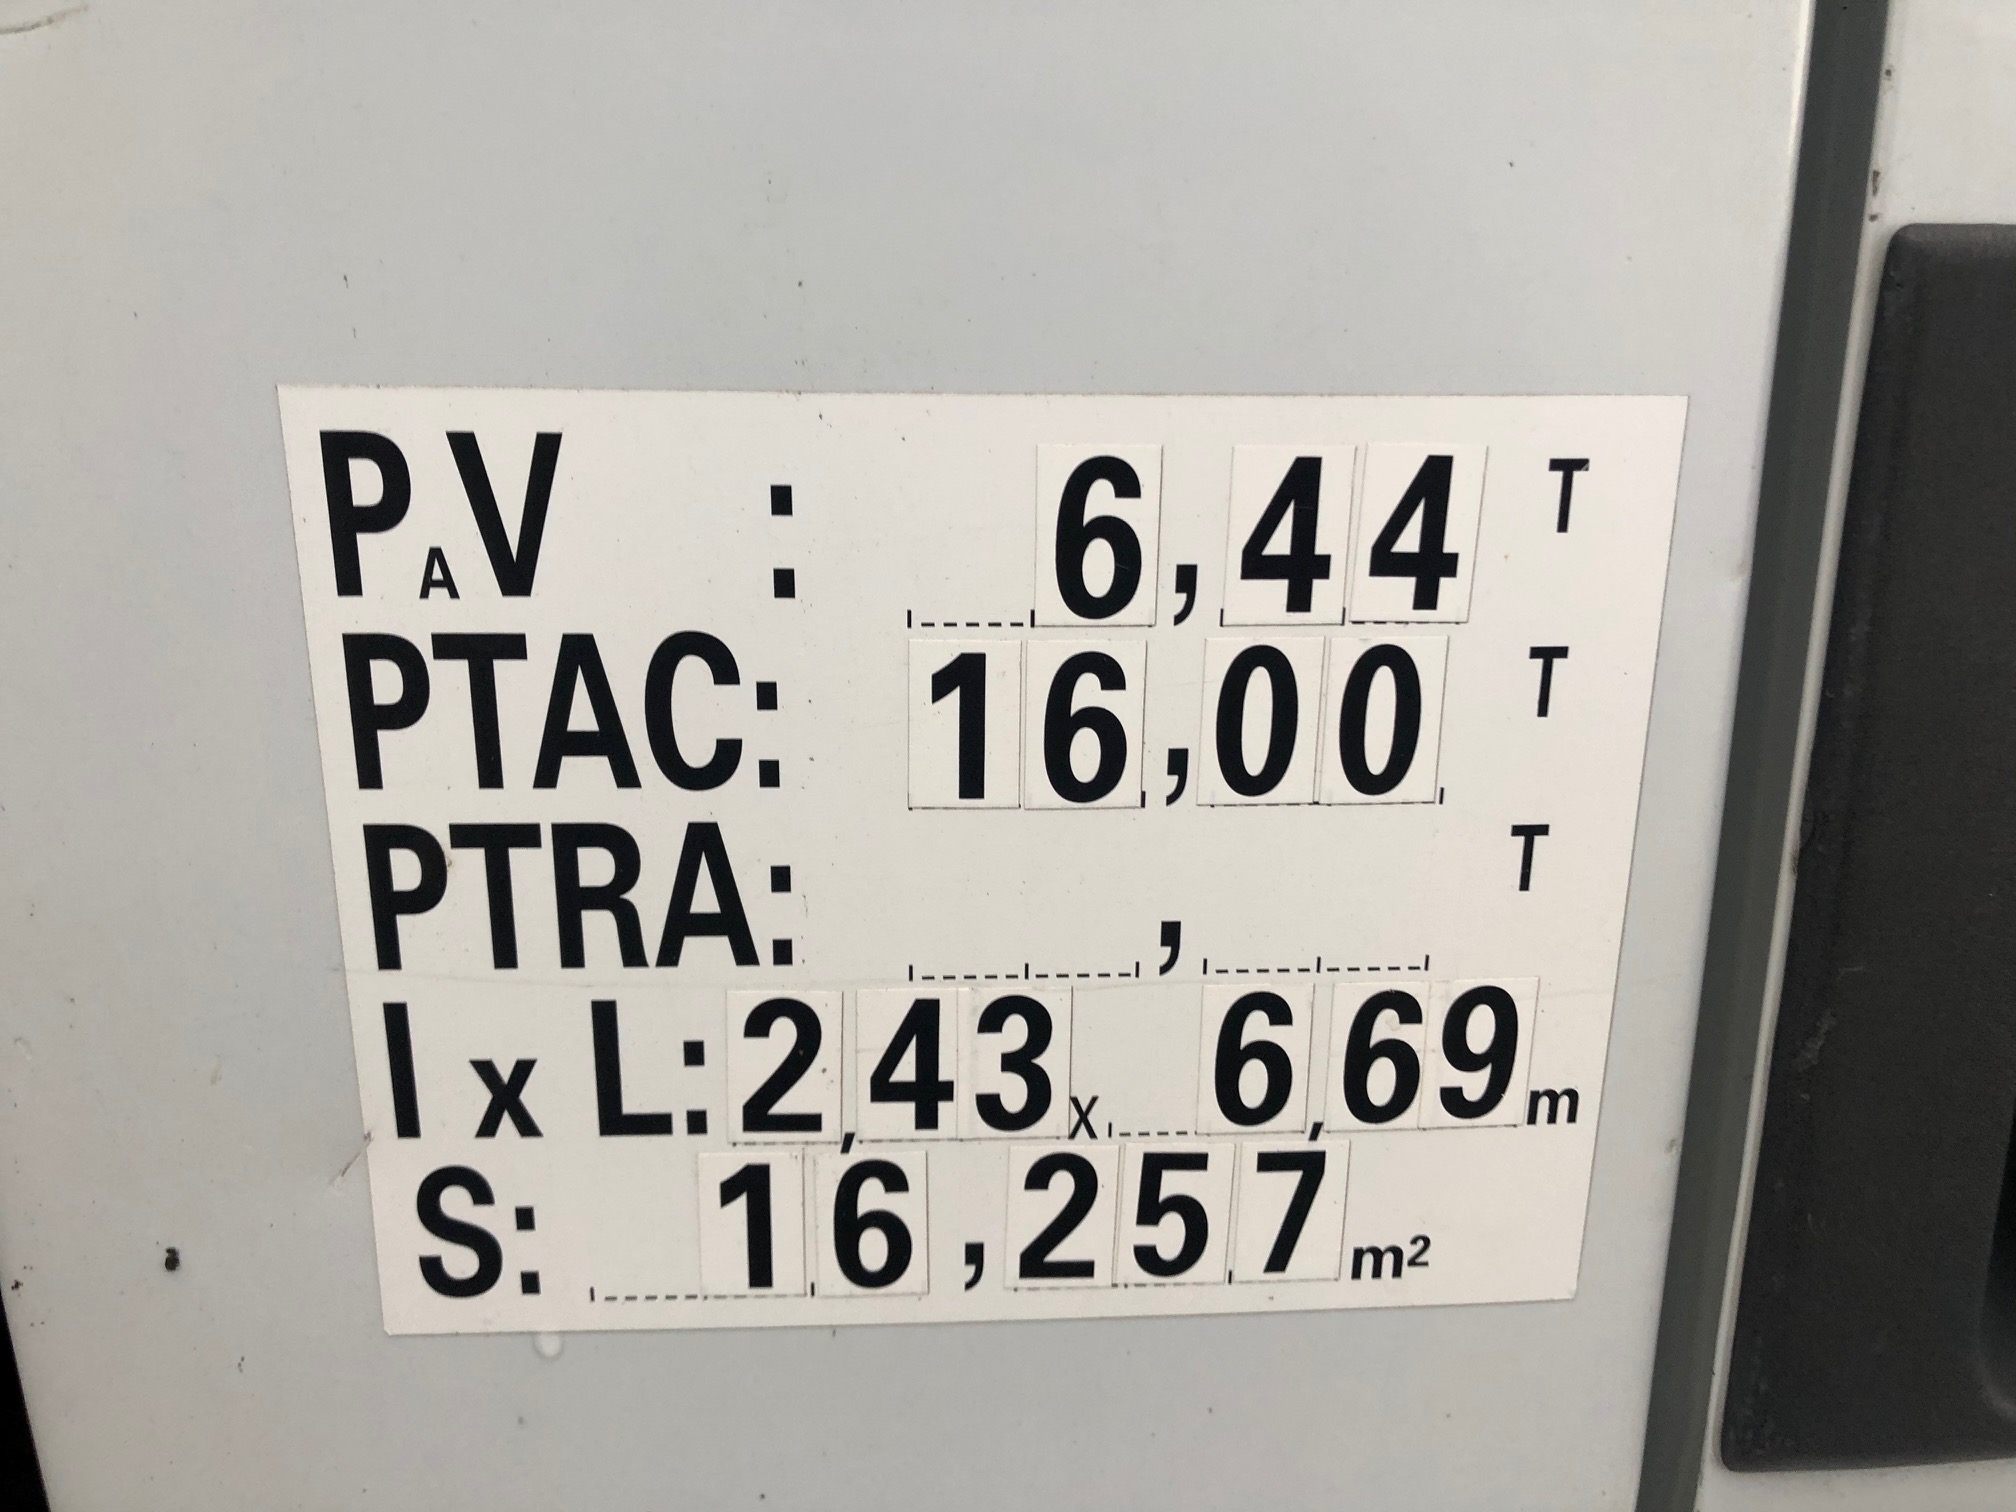 PAV : 6,44 T
PTAC: 16,00 T
PTRA: , T
l x L: 2,43 x 6,69 m
S: 16,257 m²